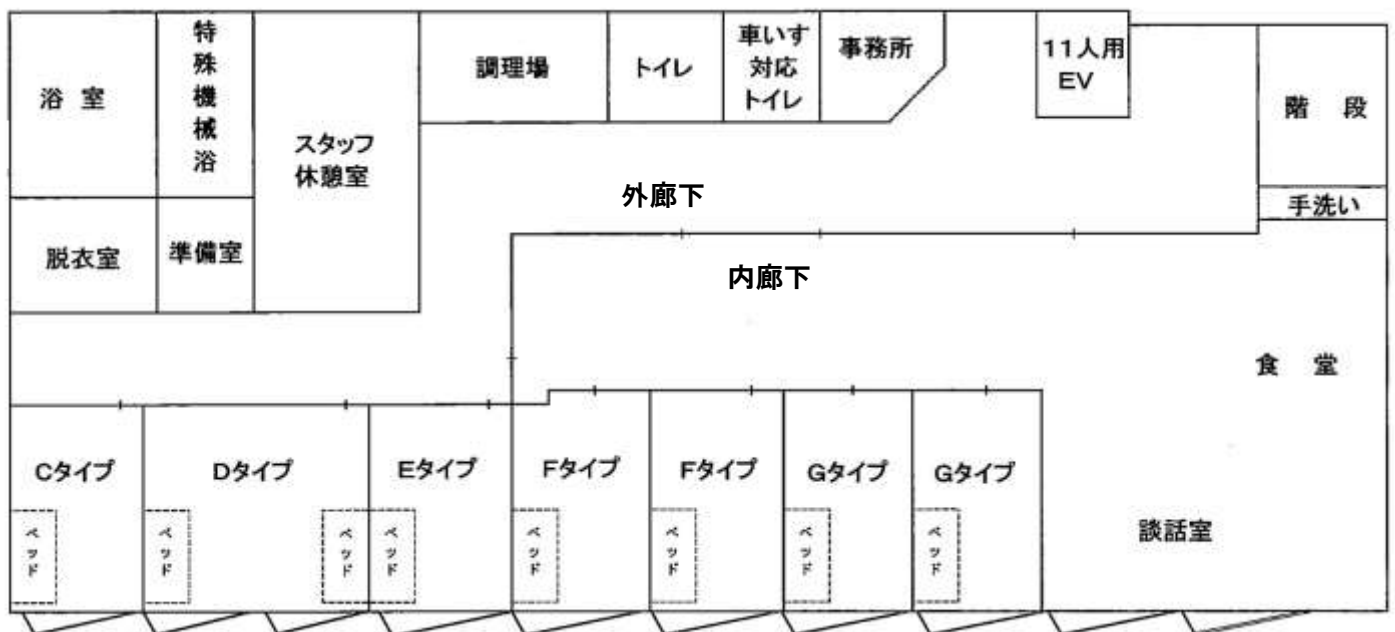 浴 室
特殊機械浴
スタッフ
休憩室
調理場
トイレ
車いす
対応
トイレ
事務所
11人用
EV
階 段
手洗い
脱衣室
準備室
外廊下
内廊下
食 堂
談話室
Cタイプ
Dタイプ
Eタイプ
Fタイプ
Fタイプ
Gタイプ
Gタイプ
ベッド
ベッド
ベッド
ベッド
ベッド
ベッド
ベッド
ベッド